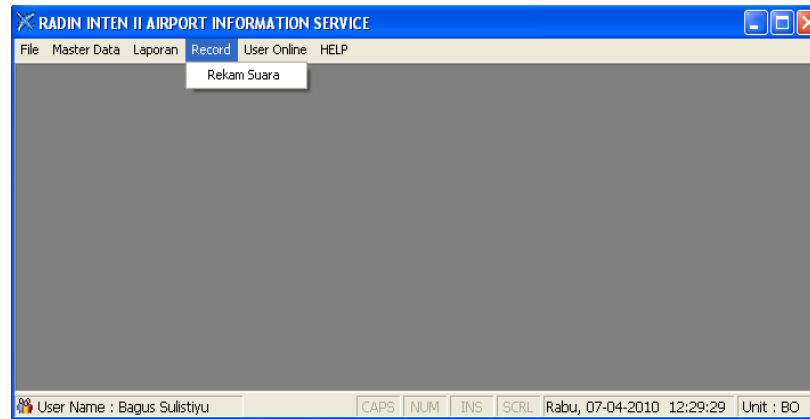 RADIN INTEN II AIRPORT INFORMATION SERVICE
File Master Data Laporan Record User Online HELP
Rekam Suara
User Name : Bagus Sulistiyu CAPS NUM INS SCRL Rabu, 07-04-2010 12:29:29 Unit : BO